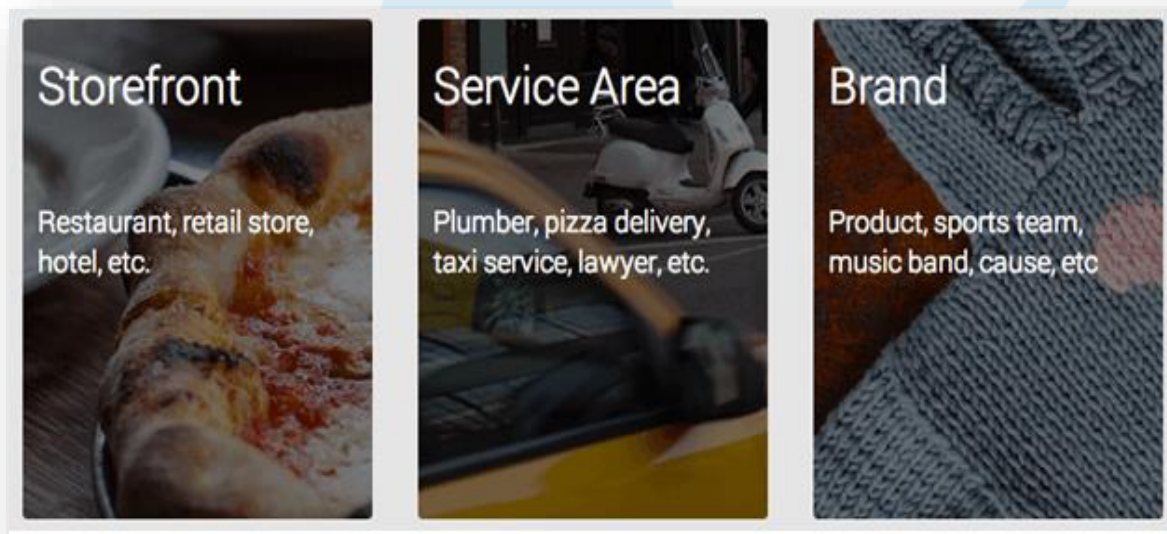 Storefront
Restaurant, retail store,
hotel, etc.
Service Area
Plumber, pizza delivery,
taxi service, lawyer, etc.
Brand
Product, sports team,
music band, cause, etc